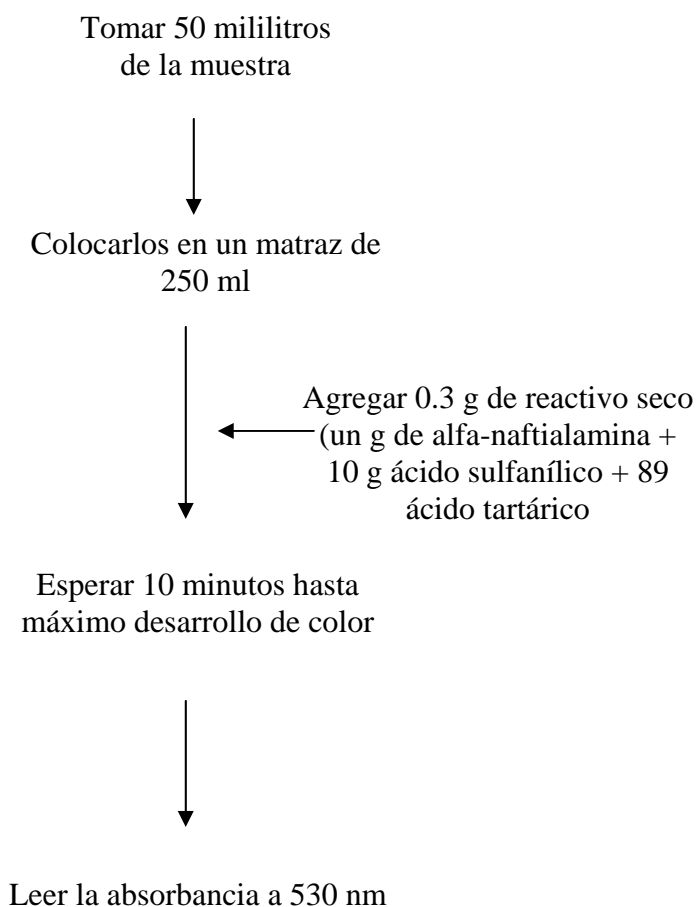 Tomar 50 mililitros
de la muestra
Colocarlos en un matraz de
250 ml
Agregar 0.3 g de reactivo seco
(un g de alfa-naftialamina +
10 g ácido sulfanílico + 89
ácido tartárico
Esperar 10 minutos hasta
máximo desarrollo de color
Leer la absorbancia a 530 nm